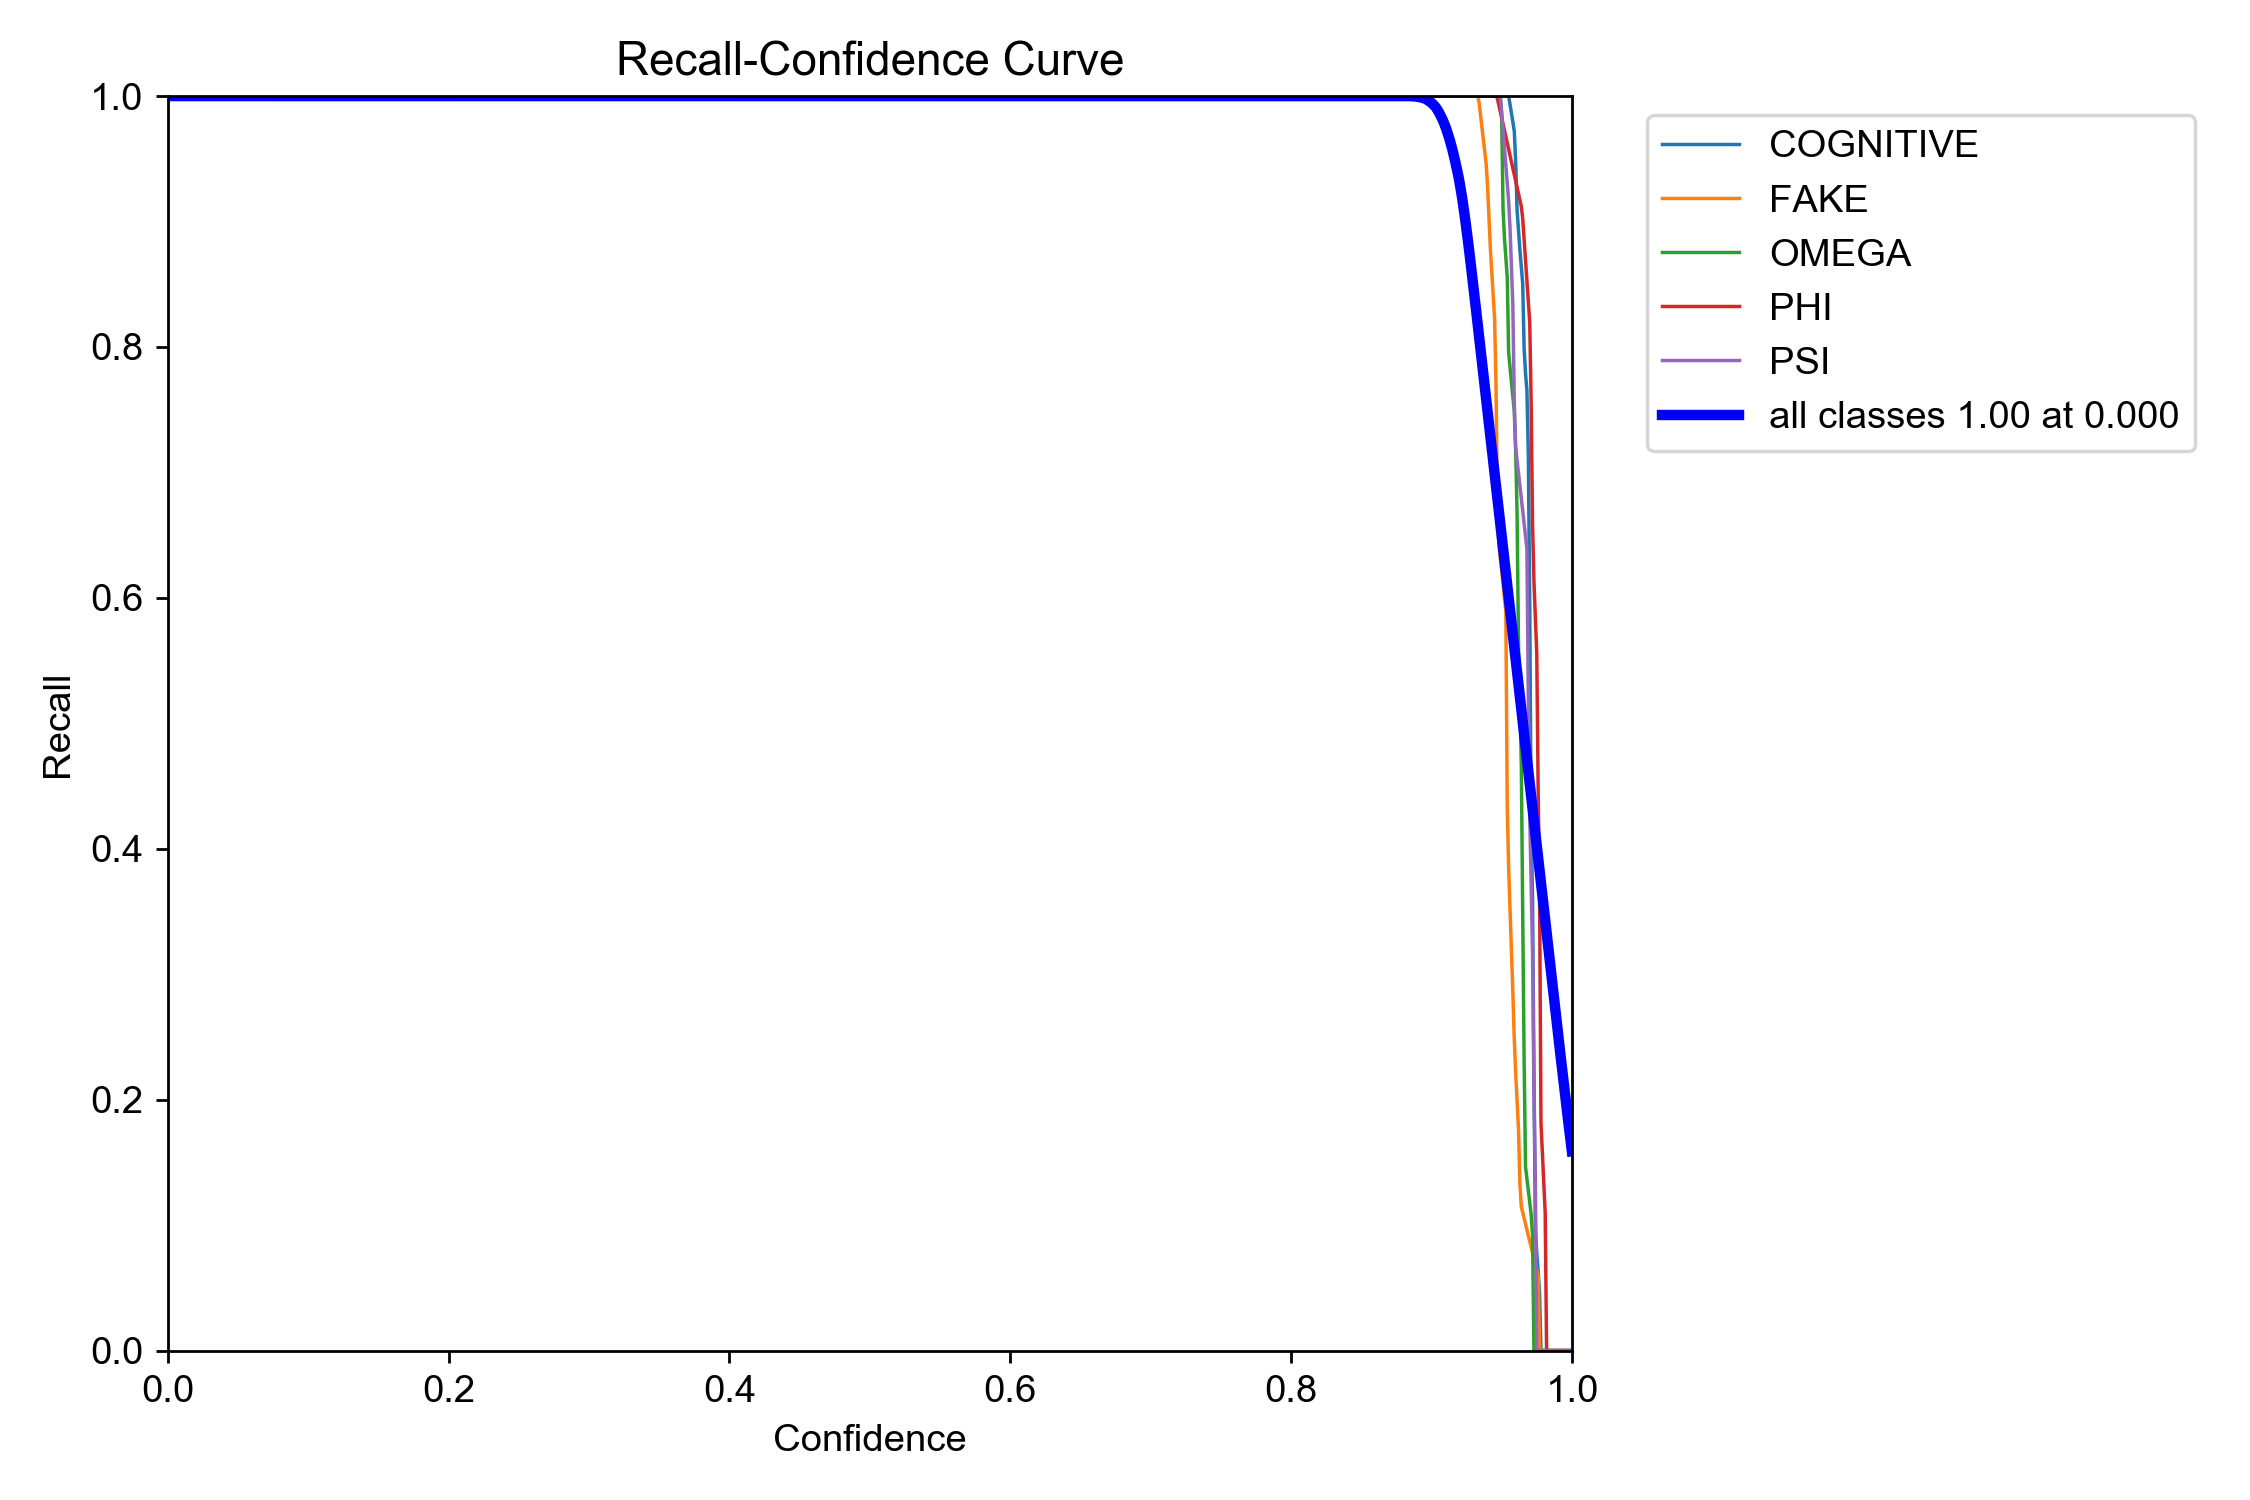 Recall-Confidence Curve
1.0
0.8
0.6
0.4
0.2
0.0
Recall
0.0 0.2 0.4 0.6 0.8 1.0
Confidence
COGNITIVE
FAKE
OMEGA
PHI
PSI
all classes 1.00 at 0.000